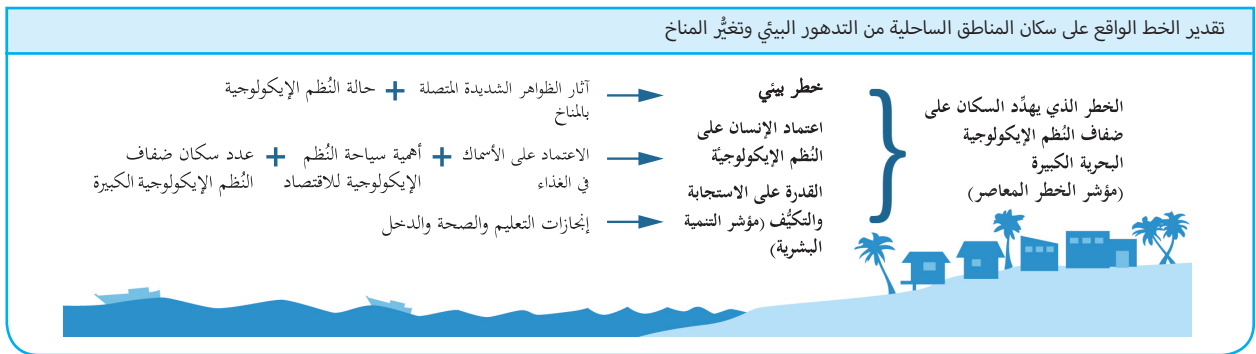 تقدير الخط الواقع على سكان المناطق الساحلية من التدهور البيئي وتغيُّر المناخ
الخطر الذي يهدِّد السكان على
ضفاف النُظم الإيكولوجية
البحرية الكبيرة
(مؤشر الخطر المعاصر)
خطر بيئي
آثار الظواهر الشديدة المتصلة
بالمناخ
+
حالة النُظم الإيكولوجية
اعتماد الإنسان على
النُظم الإيكولوجيّة
الاعتماد على الأسماك
في الغذاء
+
أهمية سياحة النُظم
الإيكولوجية للاقتصاد
+
عدد سكان ضفاف
النُظم الإيكولوجية الكبيرة
القدرة على الاستجابة
والتكيُّف (مؤشر التنمية
البشرية)
إنجازات التعليم والصحة والدخل